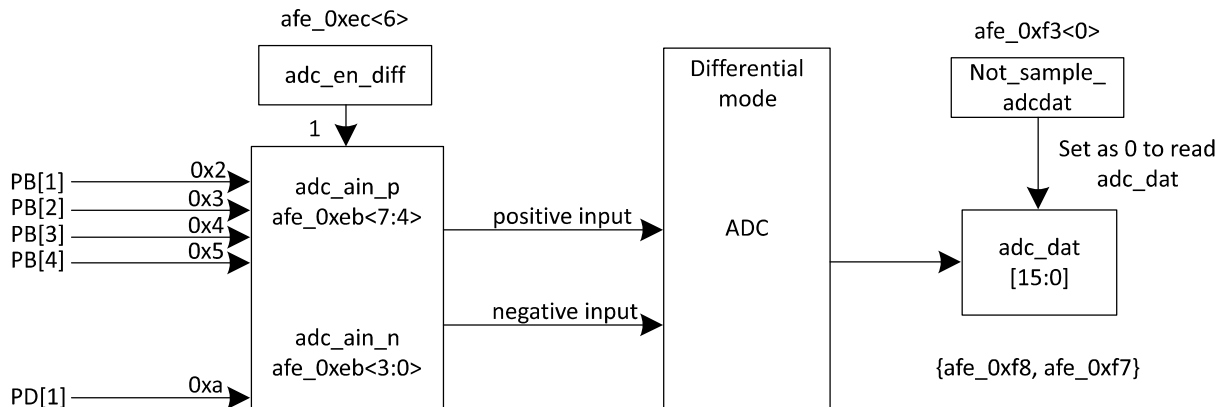 afe_0xec<6>
adc_en_diff
1
afe_0xf3<0>
Not_sample_
adcdat
Set as 0 to read
adc_dat
PB[1]
0x2
PB[2]
0x3
PB[3]
0x4
PB[4]
0x5
PD[1]
0xa
adc_ain_p
afe_0xeb<7:4>
adc_ain_n
afe_0xeb<3:0>
positive input
negative input
Differential
mode
ADC
adc_dat
[15:0]
{afe_0xf8, afe_0xf7}